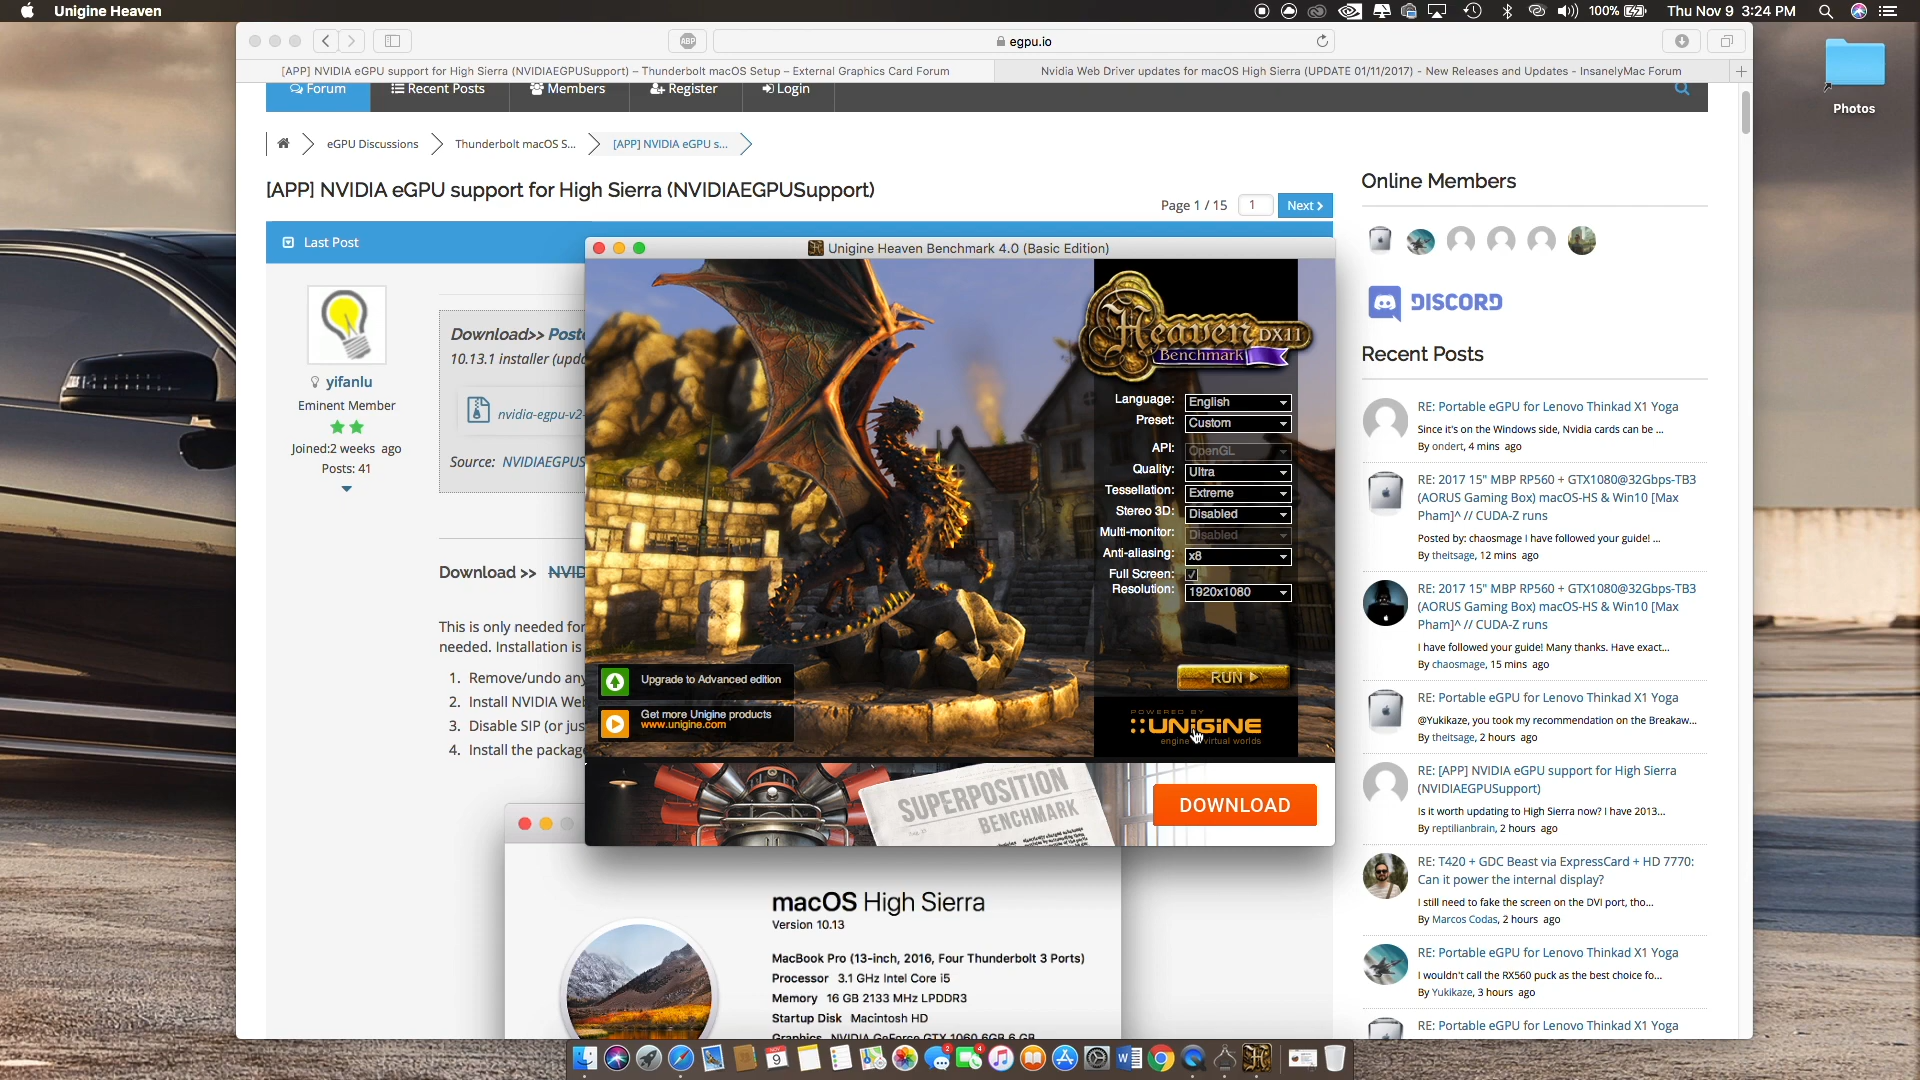 Unigine Heaven
100%
Thu Nov 9 3:24 PM
ABP
egpu.io
[APP] NVIDIA eGPU support for High Sierra (NVIDIAEGPUSupport) – Thunderbolt macOS Setup – External Graphics Card Forum
Nvidia Web Driver updates for macOS High Sierra (UPDATE 01/11/2017) - New Releases and Updates - InsanelyMac Forum
Photos
Forum
Recent Posts
Members
Register
Login
eGPU Discussions
Thunderbolt macOS S...
[APP] NVIDIA eGPU s...
[APP] NVIDIA eGPU support for High Sierra (NVIDIAEGPUSupport)
Page 1 / 15
1
Next
Last Post
yifanlu
Eminent Member
Joined:2 weeks ago
Posts: 41
Download>> Poste
10.13.1 installer (upda
nvidia-egpu-v2-
Source: NVIDIAEGPUS
Download >> NVID
This is only needed for
needed. Installation is
1. Remove/undo any
2. Install NVIDIA Web
3. Disable SIP (or jus
4. Install the package
Unigine Heaven Benchmark 4.0 (Basic Edition)
Heaven DX11
Benchmark
Language: English
Preset: Custom
API: OpenGL
Quality: Ultra
Tessellation: Extreme
Stereo 3D: Disabled
Multi-monitor: Disabled
Anti-aliasing: x8
Full Screen:
Resolution: 1920x1080
RUN
Upgrade to Advanced edition
Get more Unigine products
www.unigine.com
POWERED BY
UNiGiNE
engine virtual worlds
SUPERPOSITION
BENCHMARK
DOWNLOAD
macOS High Sierra
Version 10.13
MacBook Pro (13-inch, 2016, Four Thunderbolt 3 Ports)
Processor 3.1 GHz Intel Core i5
Memory 16 GB 2133 MHz LPDDR3
Startup Disk Macintosh HD
Graphics NVIDIA GeForce GTX 1060 6GB 6 GB
Online Members
DISCORD
Recent Posts
RE: Portable eGPU for Lenovo Thinkad X1 Yoga
Since it's on the Windows side, Nvidia cards can be ...
By ondert, 4 mins ago
RE: 2017 15" MBP RP560 + GTX1080@32Gbps-TB3
(AORUS Gaming Box) macOS-HS & Win10 [Max
Pham]^ // CUDA-Z runs
Posted by: chaosmage I have followed your guide! ...
By theitsage, 12 mins ago
RE: 2017 15" MBP RP560 + GTX1080@32Gbps-TB3
(AORUS Gaming Box) macOS-HS & Win10 [Max
Pham]^ // CUDA-Z runs
I have followed your guide! Many thanks. Have exact...
By chaosmage, 15 mins ago
RE: Portable eGPU for Lenovo Thinkad X1 Yoga
@Yukikaze, you took my recommendation on the Breakaw...
By theitsage, 2 hours ago
RE: [APP] NVIDIA eGPU support for High Sierra
(NVIDIAEGPUSupport)
Is it worth updating to High Sierra now? I have 2013...
By reptilianbrain, 2 hours ago
RE: T420 + GDC Beast via ExpressCard + HD 7770:
Can it power the internal display?
I still need to fake the screen on the DVI port, tho...
By Marcos Codas, 2 hours ago
RE: Portable eGPU for Lenovo Thinkad X1 Yoga
I wouldn't call the RX560 puck as the best choice fo...
By Yukikaze, 3 hours ago
RE: Portable eGPU for Lenovo Thinkad X1 Yoga